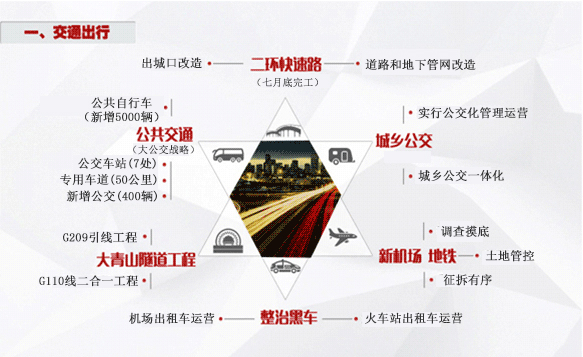 一、交通出行
出城口改造
二环快速路
道路和地下管网改造
（七月底完工）
公共自行车
（新增5000辆）
实行公交化管理运营
公共交通
城乡公交
（大公交战略）
公交车站(7处)
专用车道(50公里)
城乡公交一体化
新增公交(400辆)
G209引线工程
调查摸底
大青山隧道工程
新机场 地铁
土地管控
G110线二合一工程
征拆有序
机场出租车运营
整治黑车
火车站出租车运营